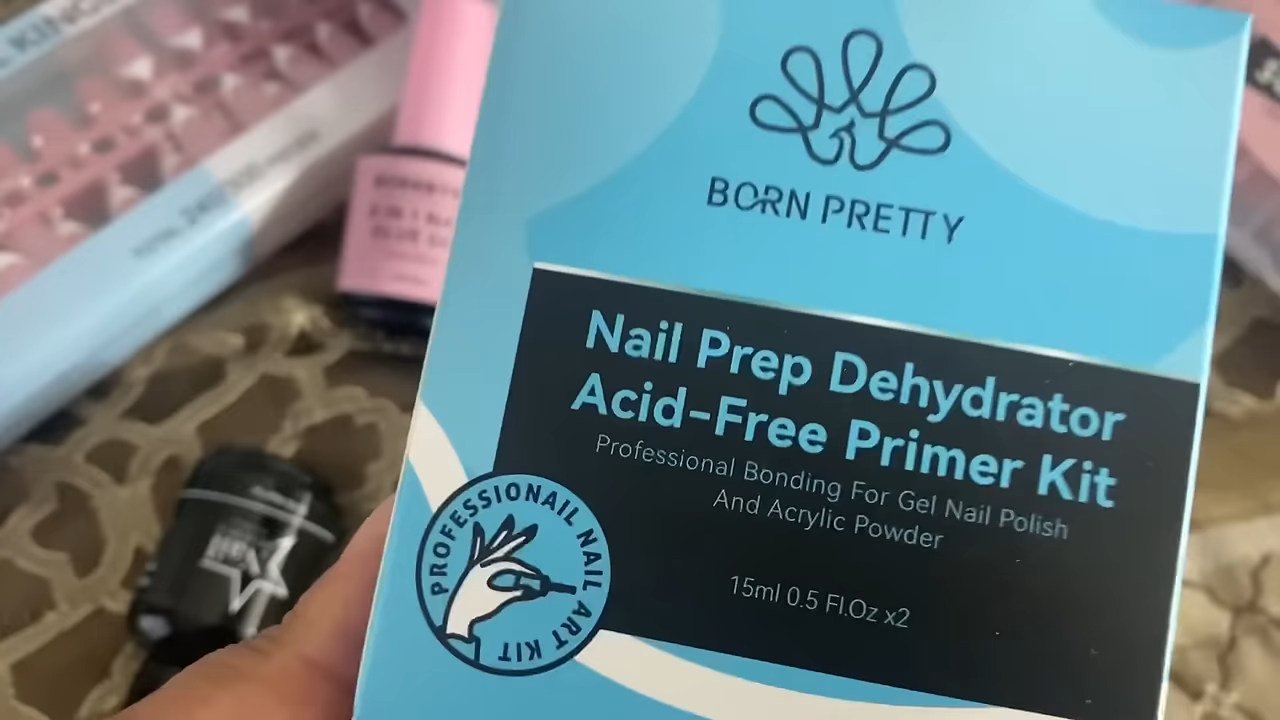 BORN PRETTY
Nail Prep Dehydrator
Acid-Free Primer Kit
Professional Bonding For Gel Nail Polish
And Acrylic Powder
15ml 0.5 Fl.Oz x2
PROFESSIONAIL NAIL ART KIT